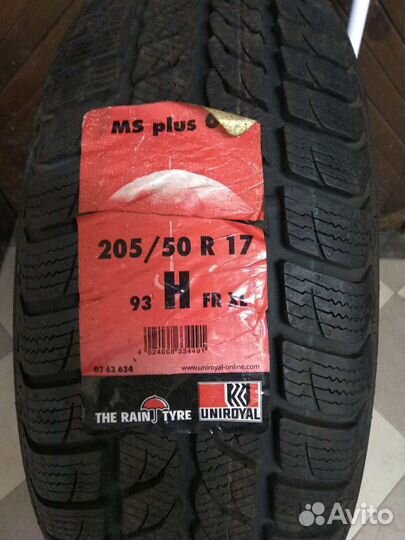 MS plus 6
205/50 R 17
93 H FR XL
4 024068 334491
03 63 634
www.uniroyal-online.com
THE RAIN TYRE
UNIROYAL
Avito